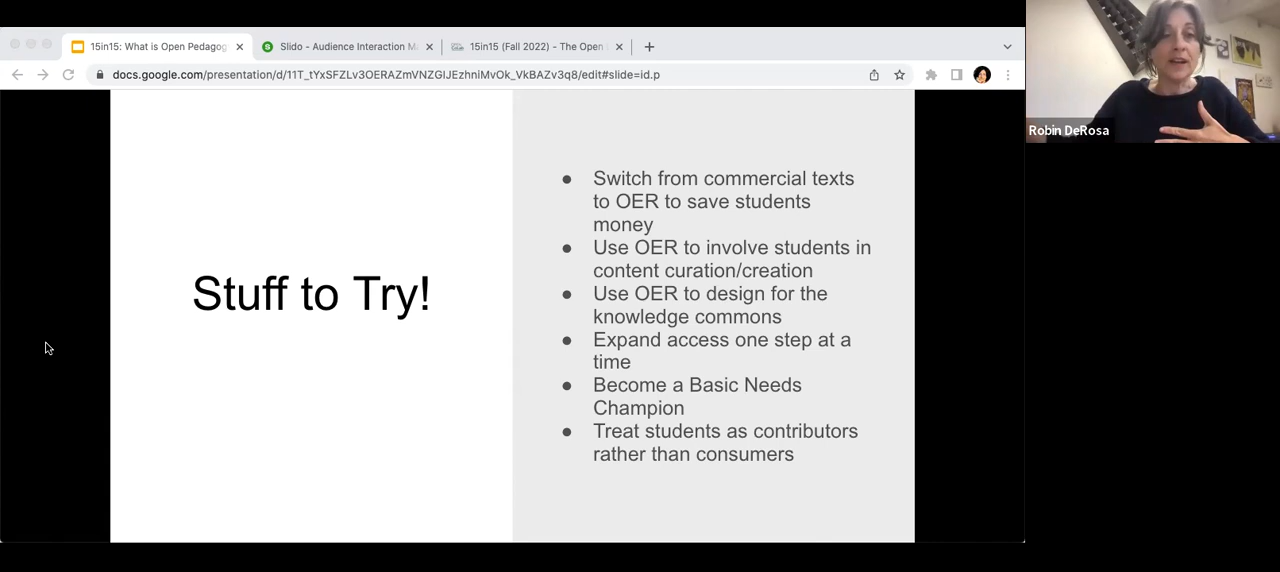 15in15: What is Open Pedagog
Slido - Audience Interaction M
15in15 (Fall 2022) - The Open
docs.google.com/presentation/d/11T_tYxSFZLv3OERAZmVNZGIJEzhniMvOk_VkBAZv3q8/edit#slide=id.p
Robin DeRosa
Stuff to Try!
● Switch from commercial texts
to OER to save students
money
● Use OER to involve students in
content curation/creation
● Use OER to design for the
knowledge commons
● Expand access one step at a
time
● Become a Basic Needs
Champion
● Treat students as contributors
rather than consumers